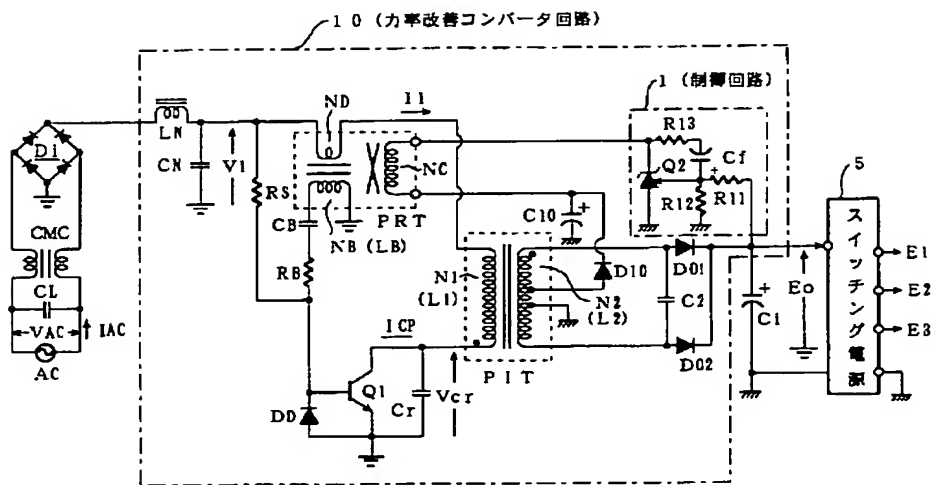 10(力率改善コンバータ回路)
1(制御回路)
ND
I1
R13
LN
Di
Cf
CN
V1
NC
Q2
RS
R11
R12
5
PRT
C10
CMC
CB
NB(LB)
スイッチング電源
E1
RB
N1
(L1)
D10
DO1
CL
N2
(L2)
C2
Eo
E2
VAC
IAC
ICP
C1
E3
AC
PIT
DO2
Q1
Cr
Vcr
DD